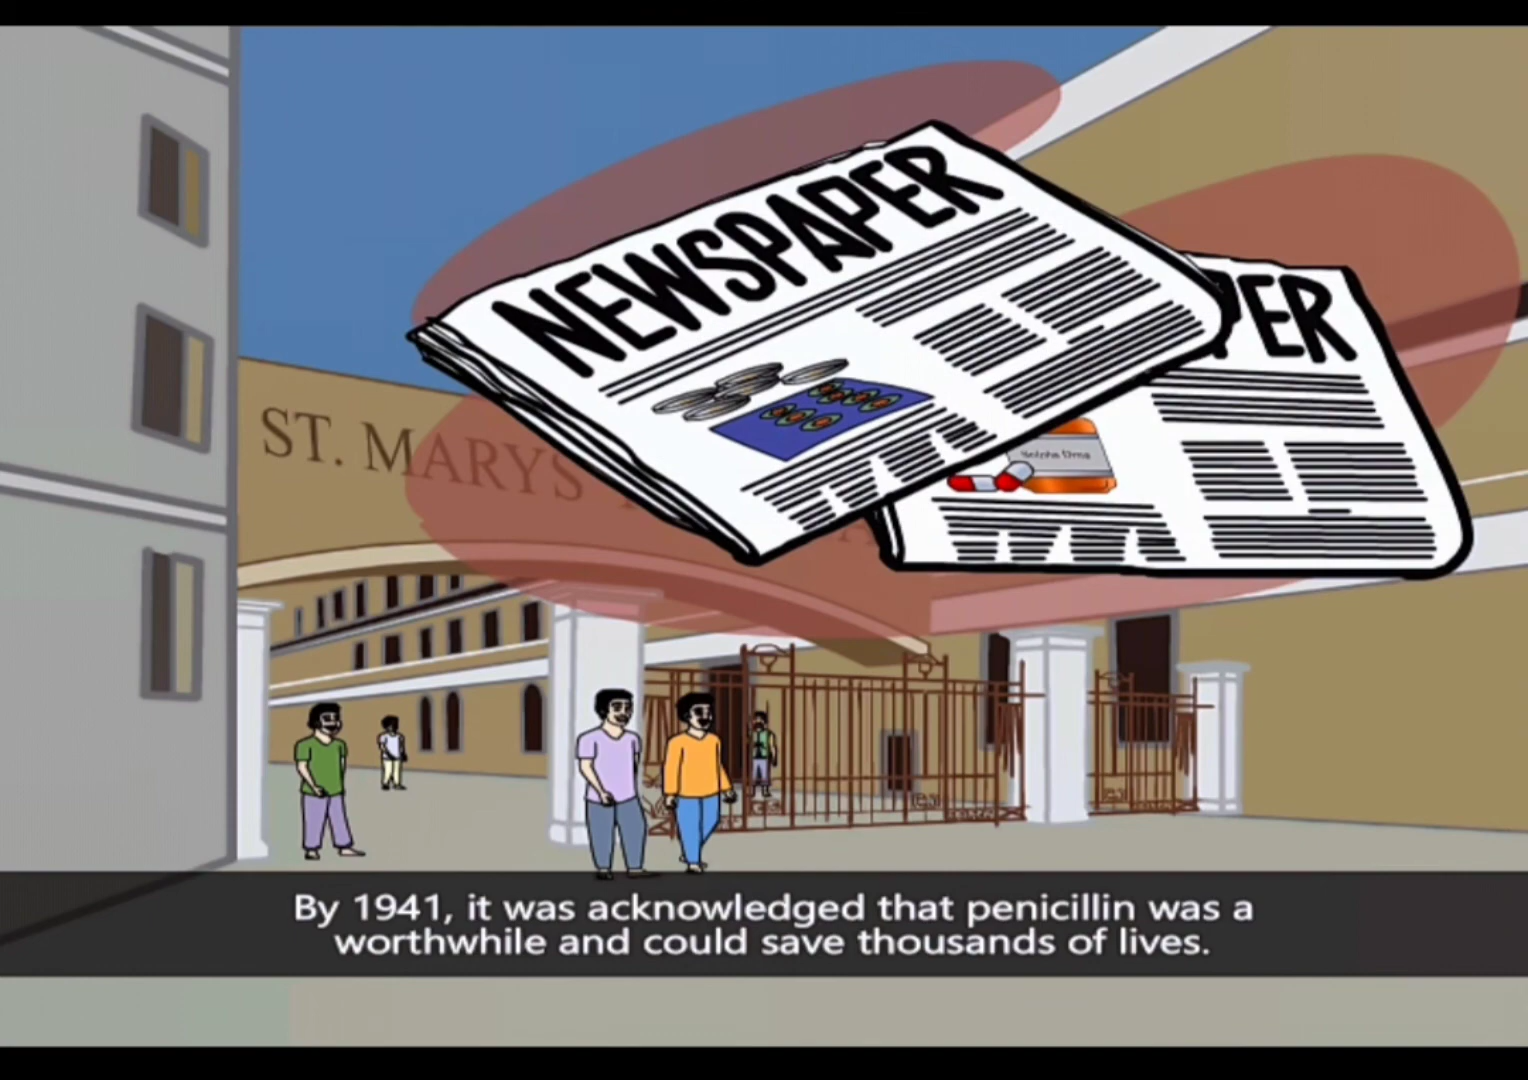 NEWSPAPER
PER
ST. MARYS
By 1941, it was acknowledged that penicillin was a
worthwhile and could save thousands of lives.